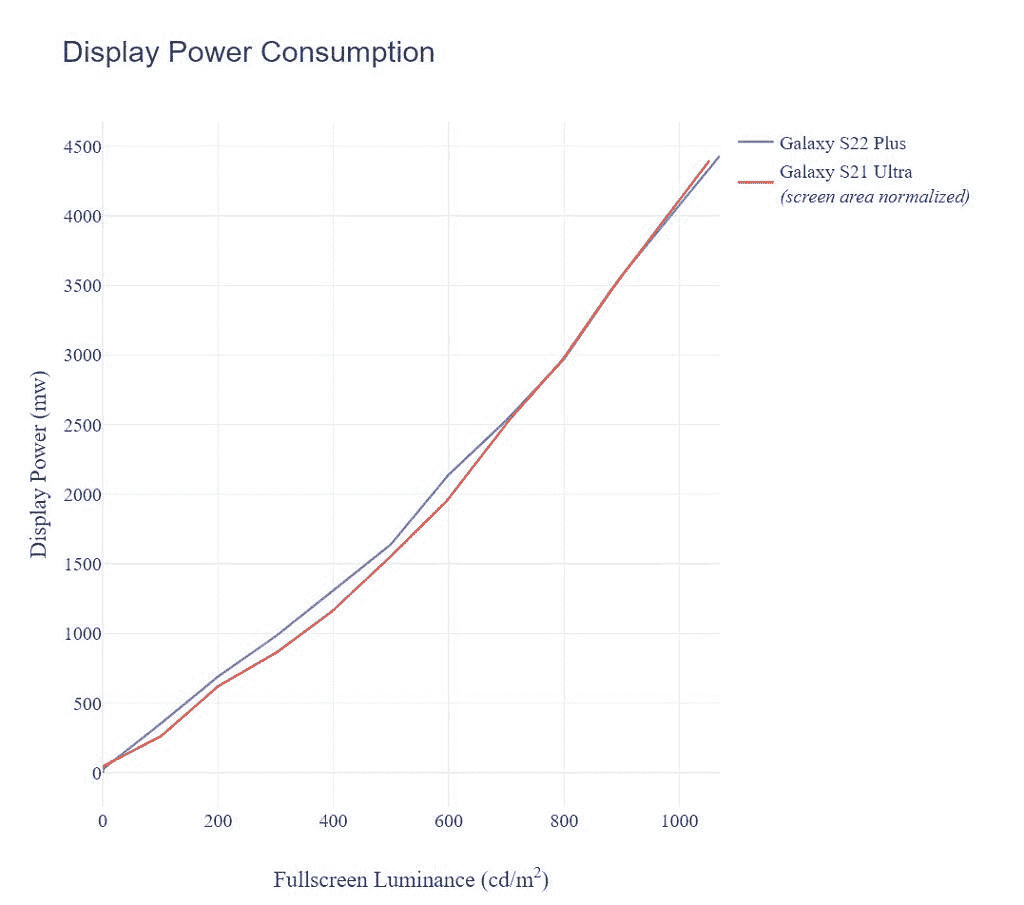 Display Power Consumption
Galaxy S22 Plus
Galaxy S21 Ultra
(screen area normalized)
4500
4000
3500
3000
2500
2000
1500
1000
500
0
Display Power (mw)
0 200 400 600 800 1000
Fullscreen Luminance (cd/m²)